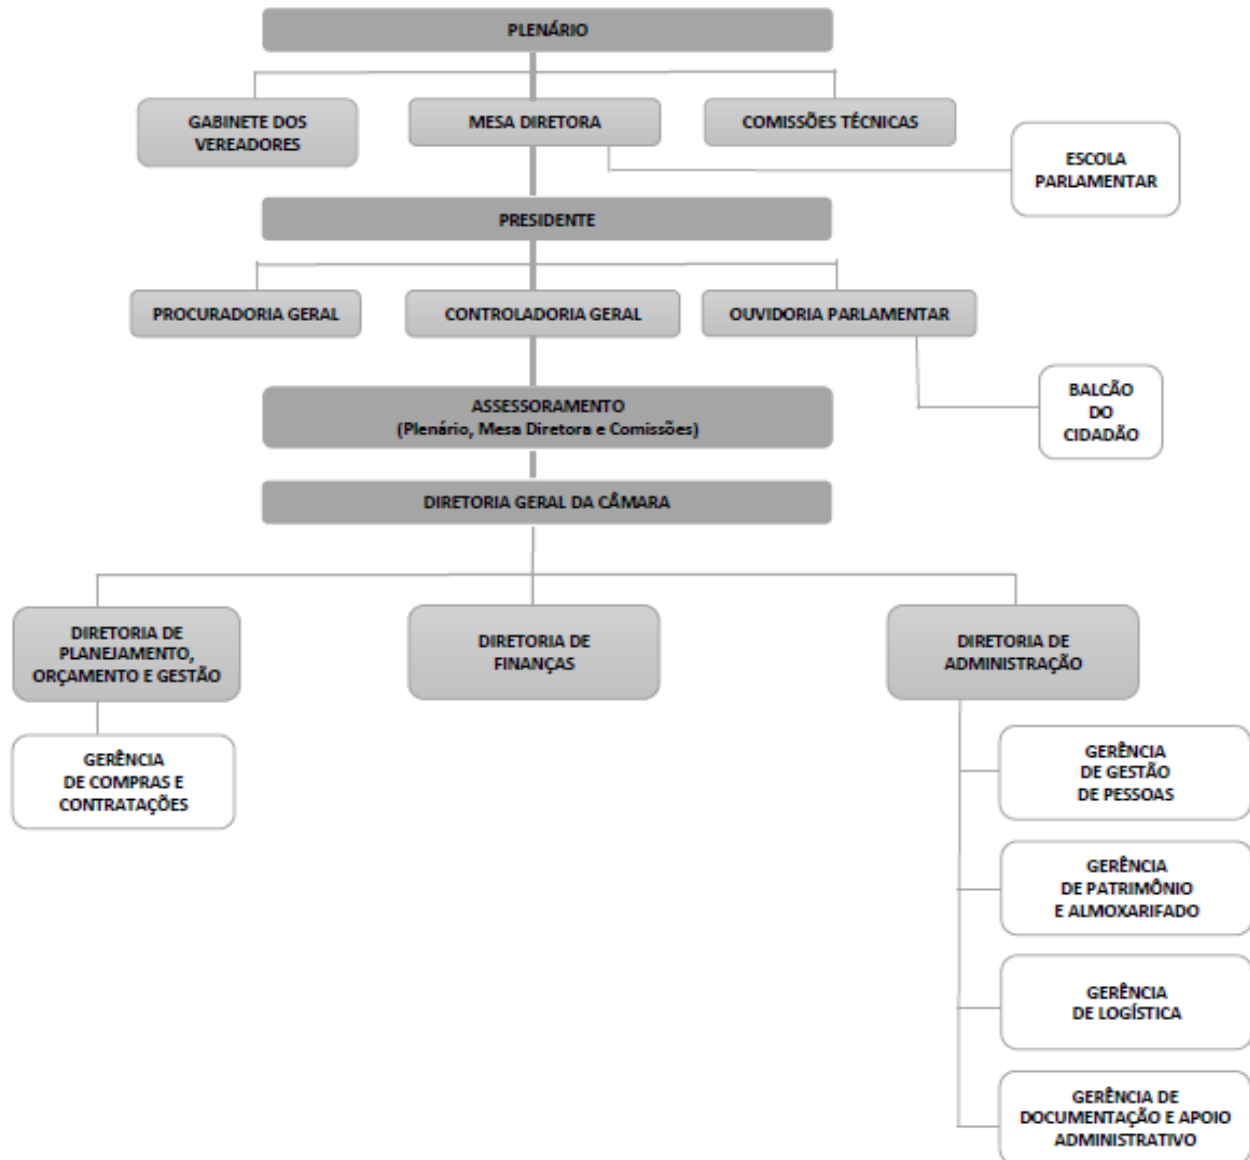 PLENÁRIO
GABINETE DOS
VEREADORES
MESA DIRETORA
COMISSÕES TÉCNICAS
ESCOLA
PARLAMENTAR
PRESIDENTE
PROCURADORIA GERAL
CONTROLADORIA GERAL
OUVIDORIA PARLAMENTAR
BALCÃO
DO
CIDADÃO
ASSESSORAMENTO
(Plenário, Mesa Diretora e Comissões)
DIRETORIA GERAL DA CÂMARA
DIRETORIA DE
PLANEJAMENTO,
ORÇAMENTO E GESTÃO
DIRETORIA DE
FINANÇAS
DIRETORIA DE
ADMINISTRAÇÃO
GERÊNCIA
DE COMPRAS E
CONTRATAÇÕES
GERÊNCIA
DE GESTÃO
DE PESSOAS
GERÊNCIA
DE PATRIMÔNIO
E ALMOXARIFADO
GERÊNCIA
DE LOGÍSTICA
GERÊNCIA DE
DOCUMENTAÇÃO E APOIO
ADMINISTRATIVO